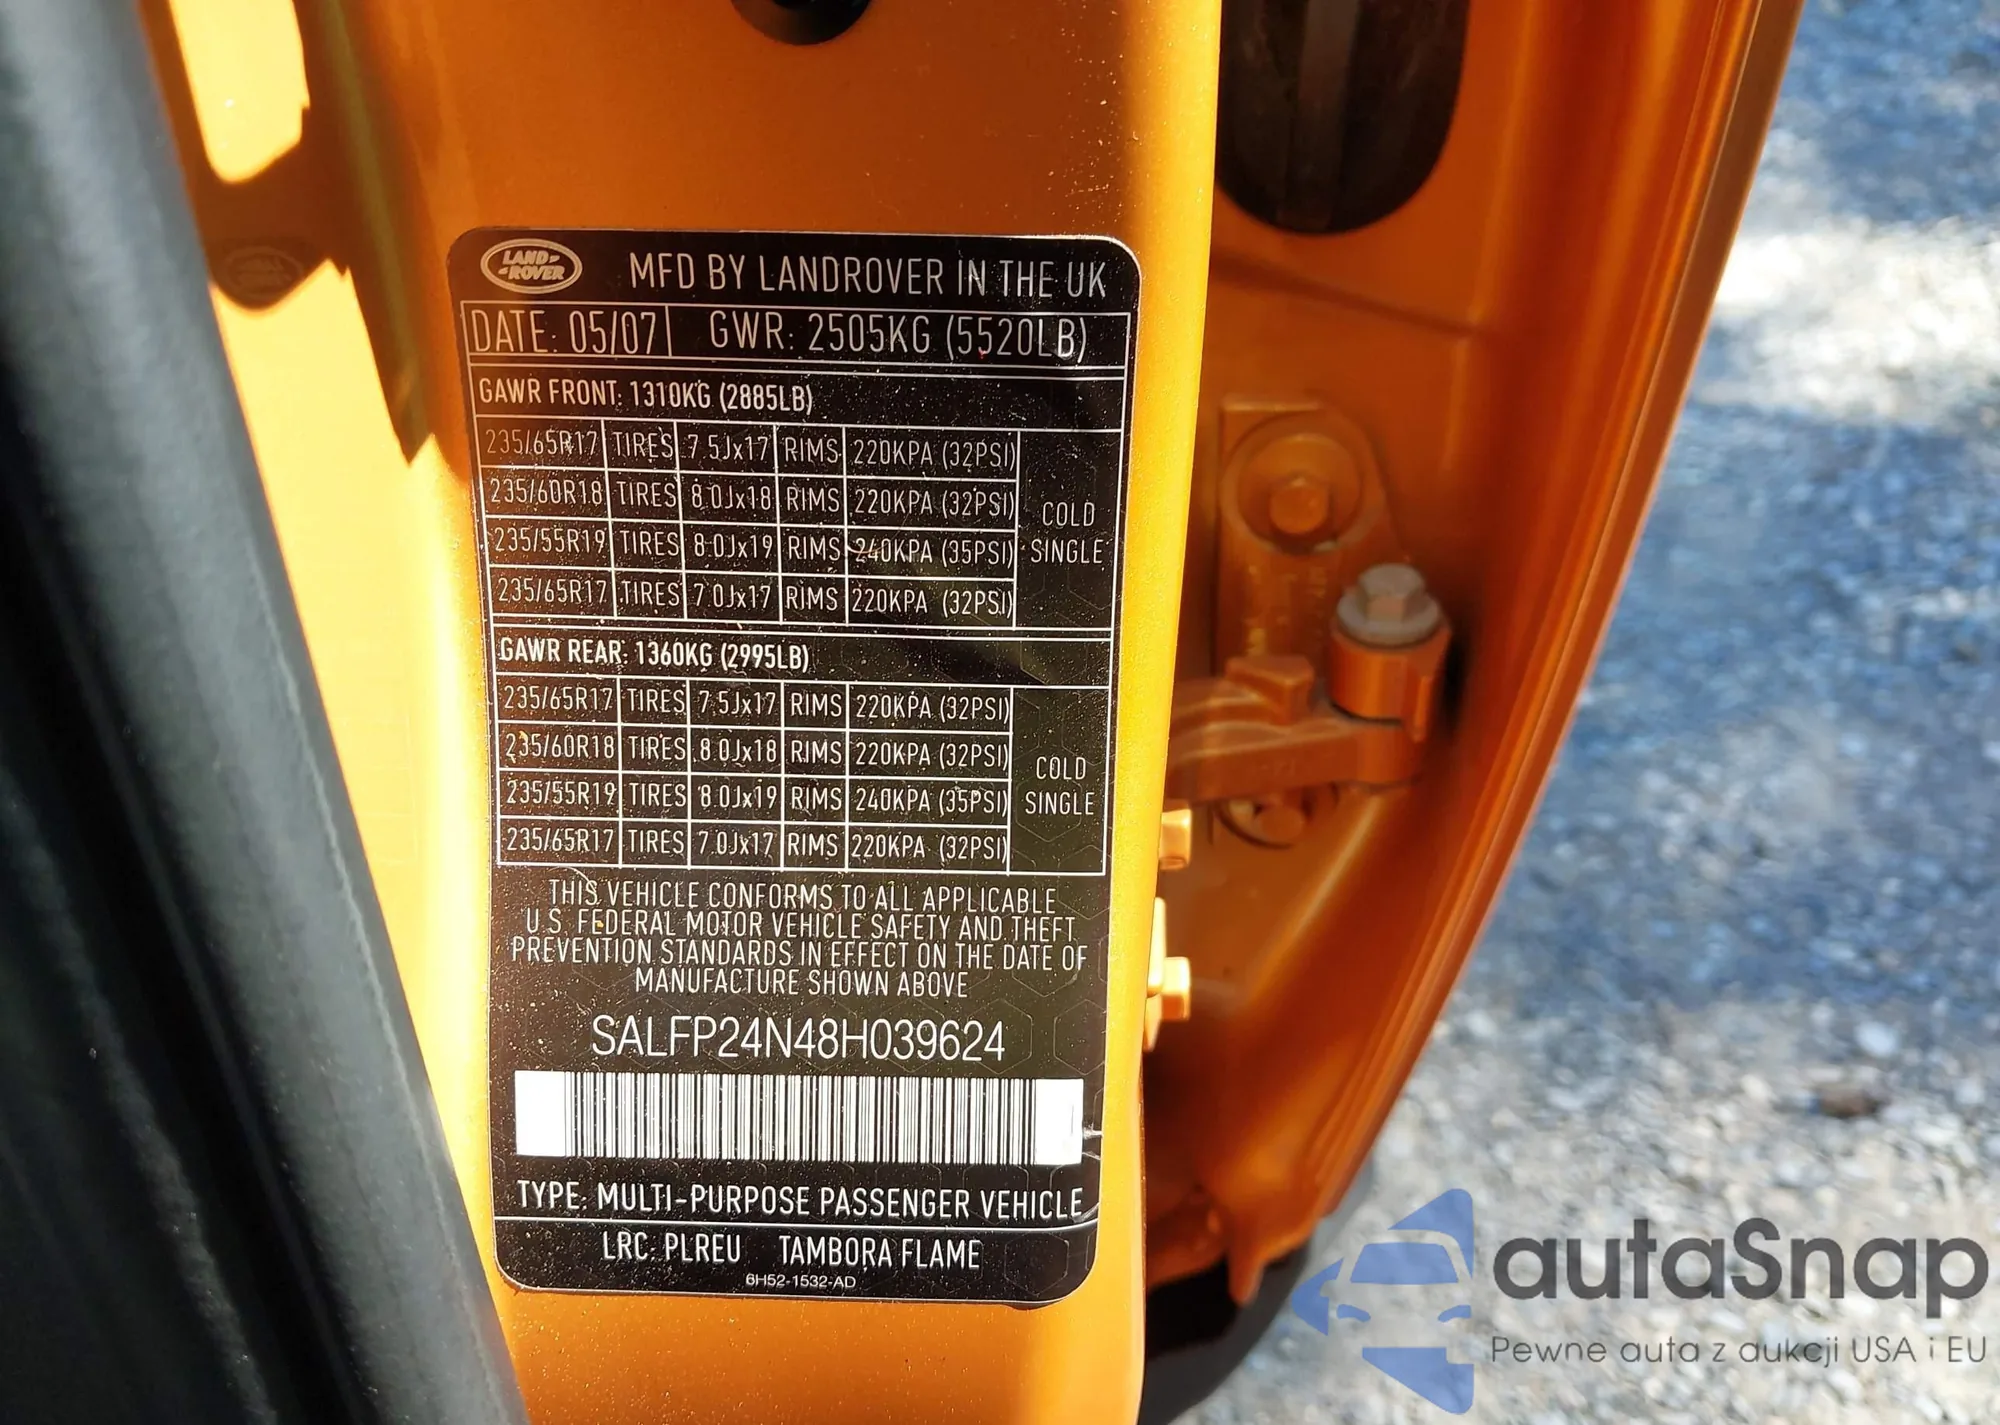 LAND ROVER MFD BY LANDROVER IN THE UK
DATE: 05/07 GWR: 2505KG (5520LB)
GAWR FRONT: 1310KG (2885LB)
235/65R17 TIRES 7.5Jx17 RIMS 220KPA (32PSI)
235/60R18 TIRES 8.0Jx18 RIMS 220KPA (32PSI)
235/55R19 TIRES 8.0Jx19 RIMS 240KPA (35PSI)
235/65R17 TIRES 7.0Jx17 RIMS 220KPA (32PSI)
COLD
SINGLE
GAWR REAR: 1360KG (2995LB)
235/65R17 TIRES 7.5Jx17 RIMS 220KPA (32PSI)
235/60R18 TIRES 8.0Jx18 RIMS 220KPA (32PSI)
235/55R19 TIRES 8.0Jx19 RIMS 240KPA (35PSI)
235/65R17 TIRES 7.0Jx17 RIMS 220KPA (32PSI)
COLD
SINGLE
THIS VEHICLE CONFORMS TO ALL APPLICABLE
U.S. FEDERAL MOTOR VEHICLE SAFETY AND THEFT
PREVENTION STANDARDS IN EFFECT ON THE DATE OF
MANUFACTURE SHOWN ABOVE
SALFP24N48H039624
TYPE: MULTI-PURPOSE PASSENGER VEHICLE
LRC: PLREU TAMBORA FLAME
6H52-1532-AD
autaSnap
Pewne auta z aukcji USA i EU